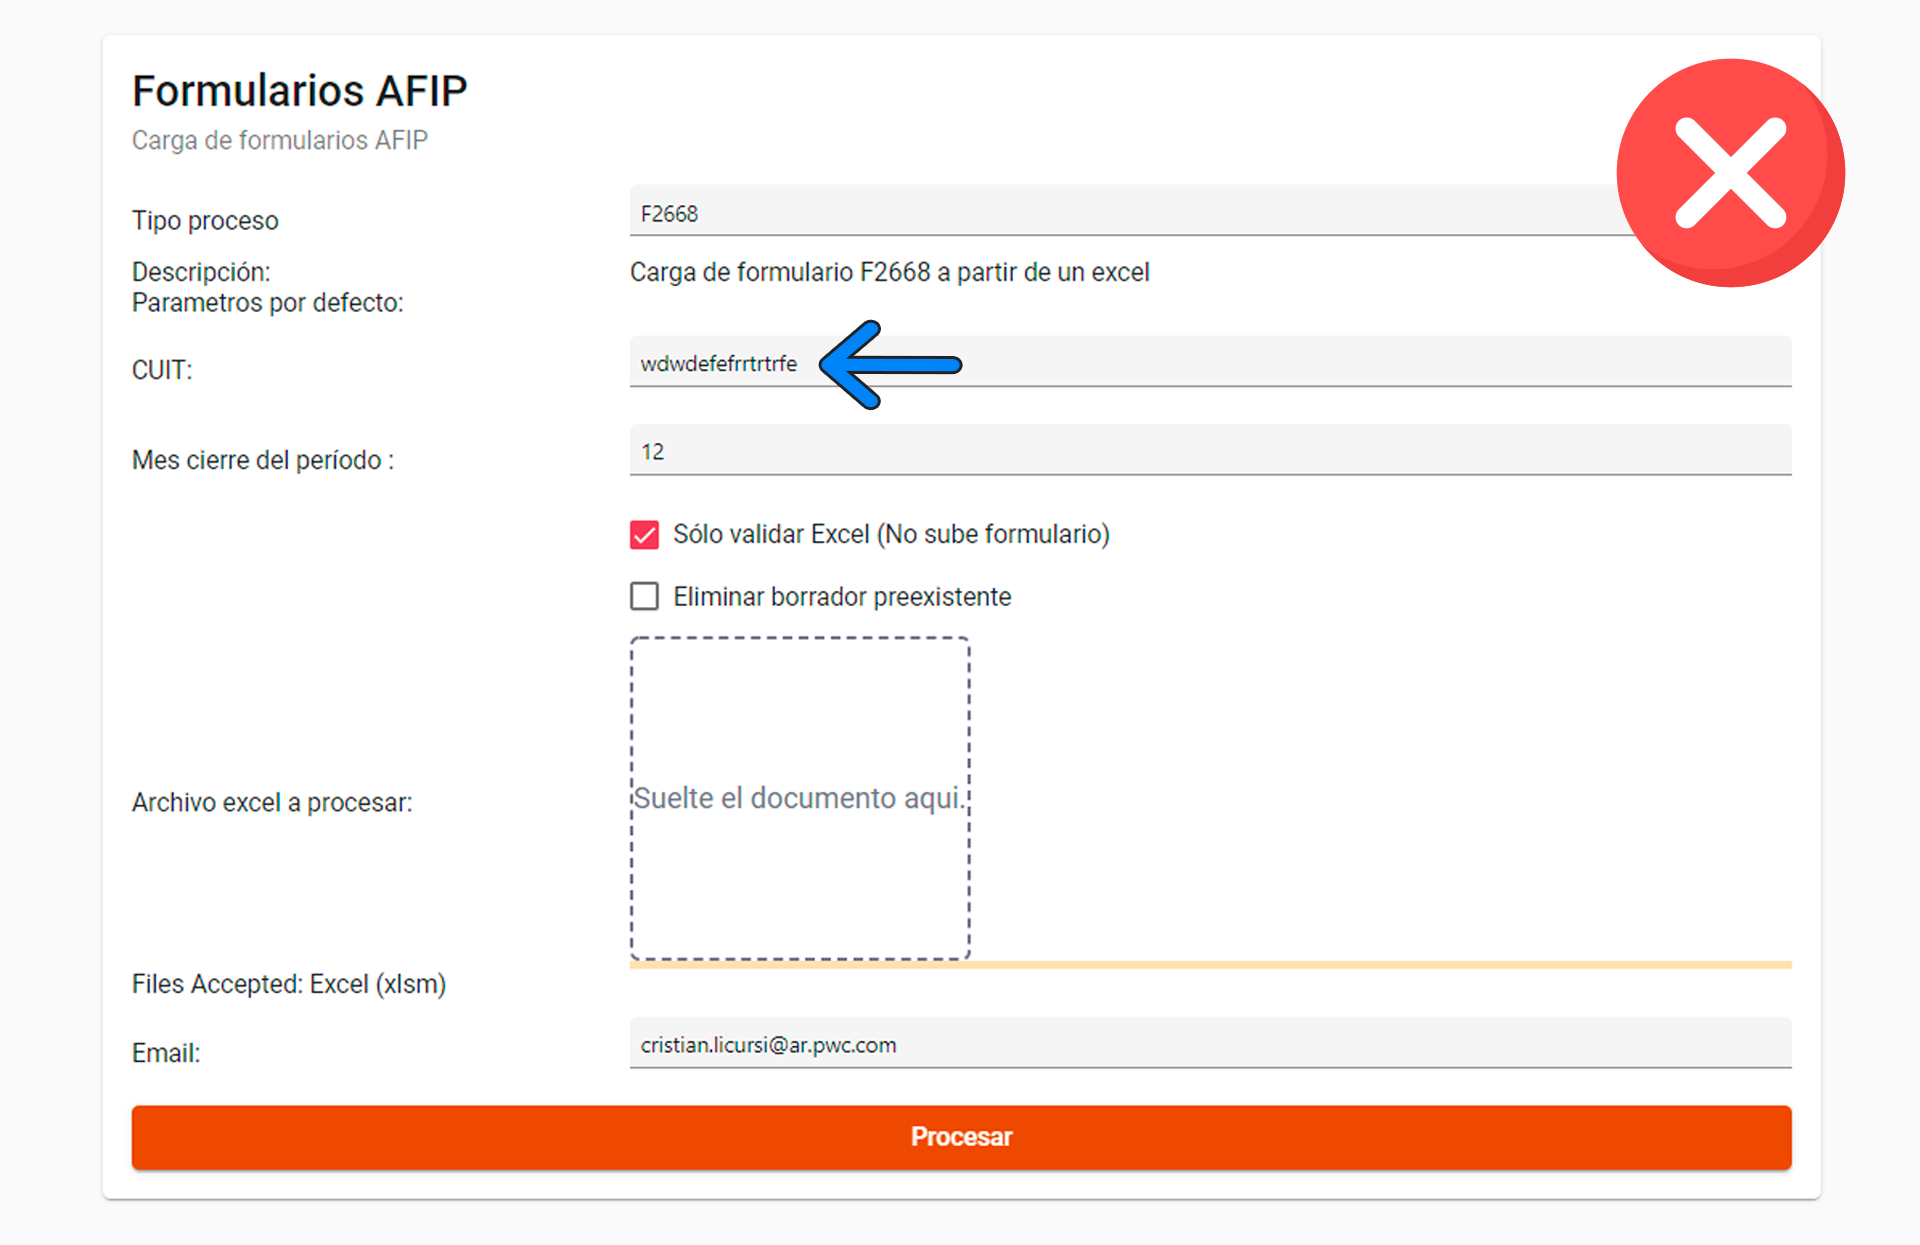 Formularios AFIP
Carga de formularios AFIP
Tipo proceso
F2668
Descripción:
Carga de formulario F2668 a partir de un excel
Parametros por defecto:
CUIT:
wdwdefefrrtrtrfe
Mes cierre del período :
12
Sólo validar Excel (No sube formulario)
Eliminar borrador preexistente
Archivo excel a procesar:
Suelte el documento aqui.
Files Accepted: Excel (xlsm)
Email:
cristian.licursi@ar.pwc.com
Procesar